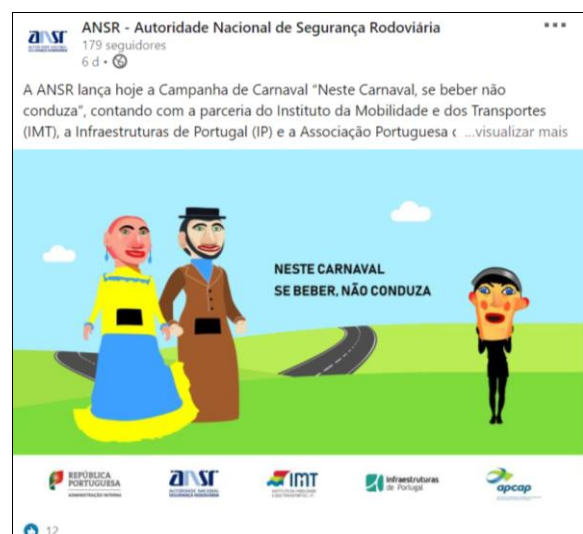 ANSR - Autoridade Nacional de Segurança Rodoviária
179 seguidores
6 d •
A ANSR lança hoje a Campanha de Carnaval "Neste Carnaval, se beber não
conduza", contando com a parceria do Instituto da Mobilidade e dos Transportes
(IMT), a Infraestruturas de Portugal (IP) e a Associação Portuguesa d ...visualizar mais
NESTE CARNAVAL
SE BEBER, NÃO CONDUZA
REPÚBLICA
PORTUGUESA
ADMINISTRAÇÃO INTERNA
ansr
AUTORIDADE NACIONAL
SEGURANÇA RODOVIÁRIA
IMT
Infraestruturas
de Portugal
apcap
12